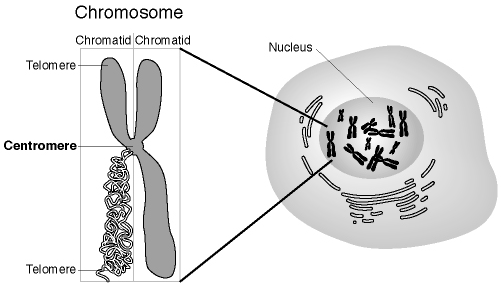 Chromosome
Chromatid Chromatid
Nucleus
Telomere
Centromere
Telomere